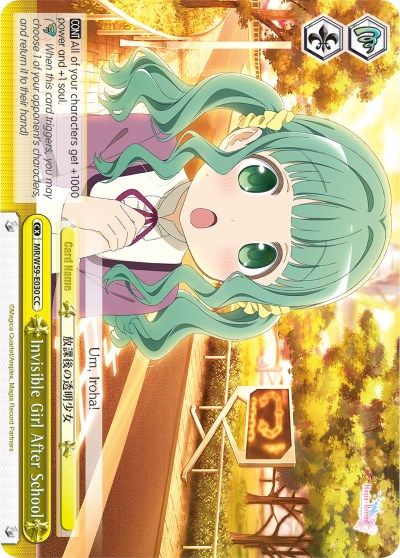 Um, Iroha!
[CONT] All of your characters get +1000
power and +1 soul.
( : When this card triggers, you may
choose 1 of your opponent's characters,
and return it to their hand)
Card Name
放課後の透明少女
CX
MR/W59-E030 CC
Invisible Girl After School
©Magica Quartet/Aniplex, Magia Record Partners